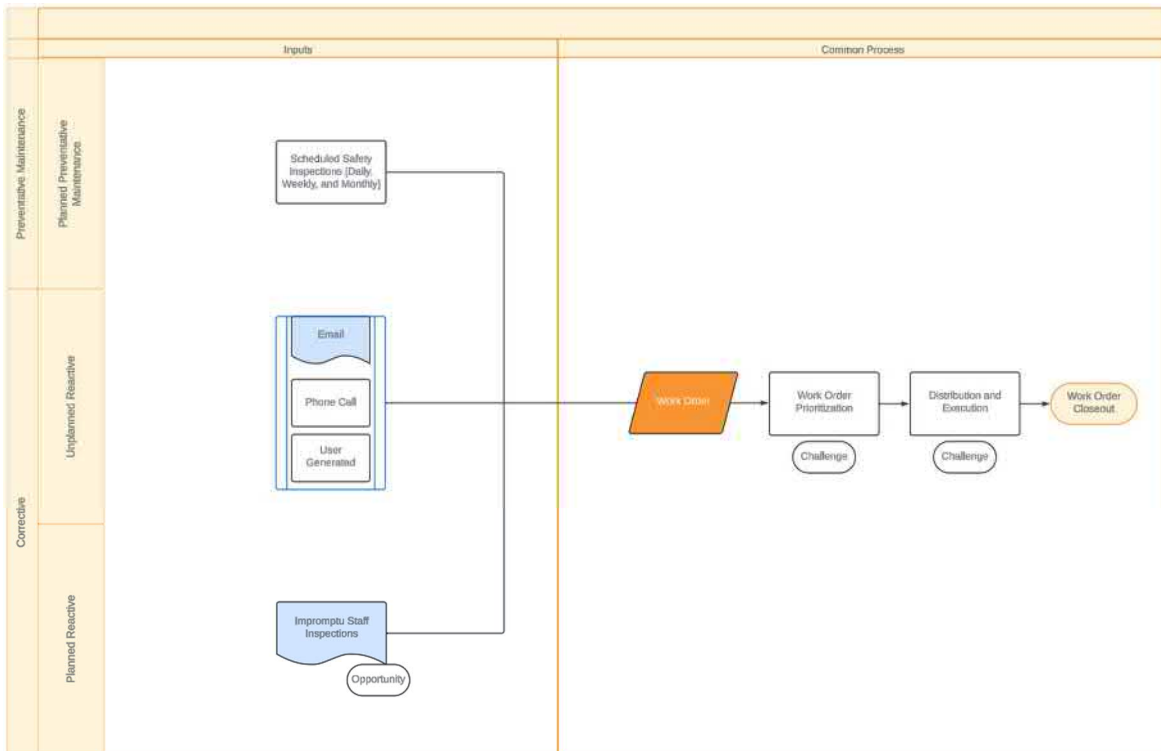 Inputs
Common Process
Preventative Maintenance
Planned Preventative
Maintenance
Scheduled Safety
Inspections [Daily,
Weekly, and Monthly]
Corrective
Unplanned Reactive
Email
Phone Call
User
Generated
Work Order
Work Order
Prioritization
Challenge
Distribution and
Execution
Challenge
Work Order
Closeout
Planned Reactive
Impromptu Staff
Inspections
Opportunity